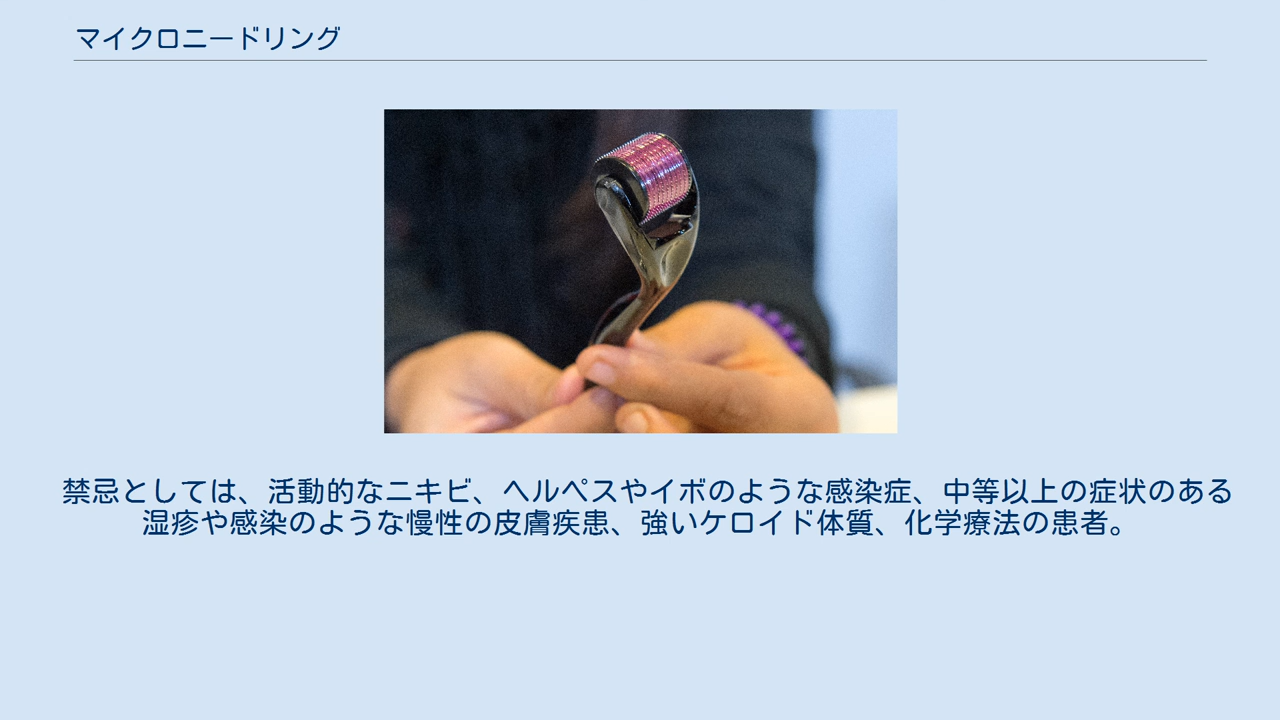 マイクロニードリング
禁忌としては、活動的なニキビ、ヘルペスやイボのような感染症、中等以上の症状のある
湿疹や感染のような慢性の皮膚疾患、強いケロイド体質、化学療法の患者。